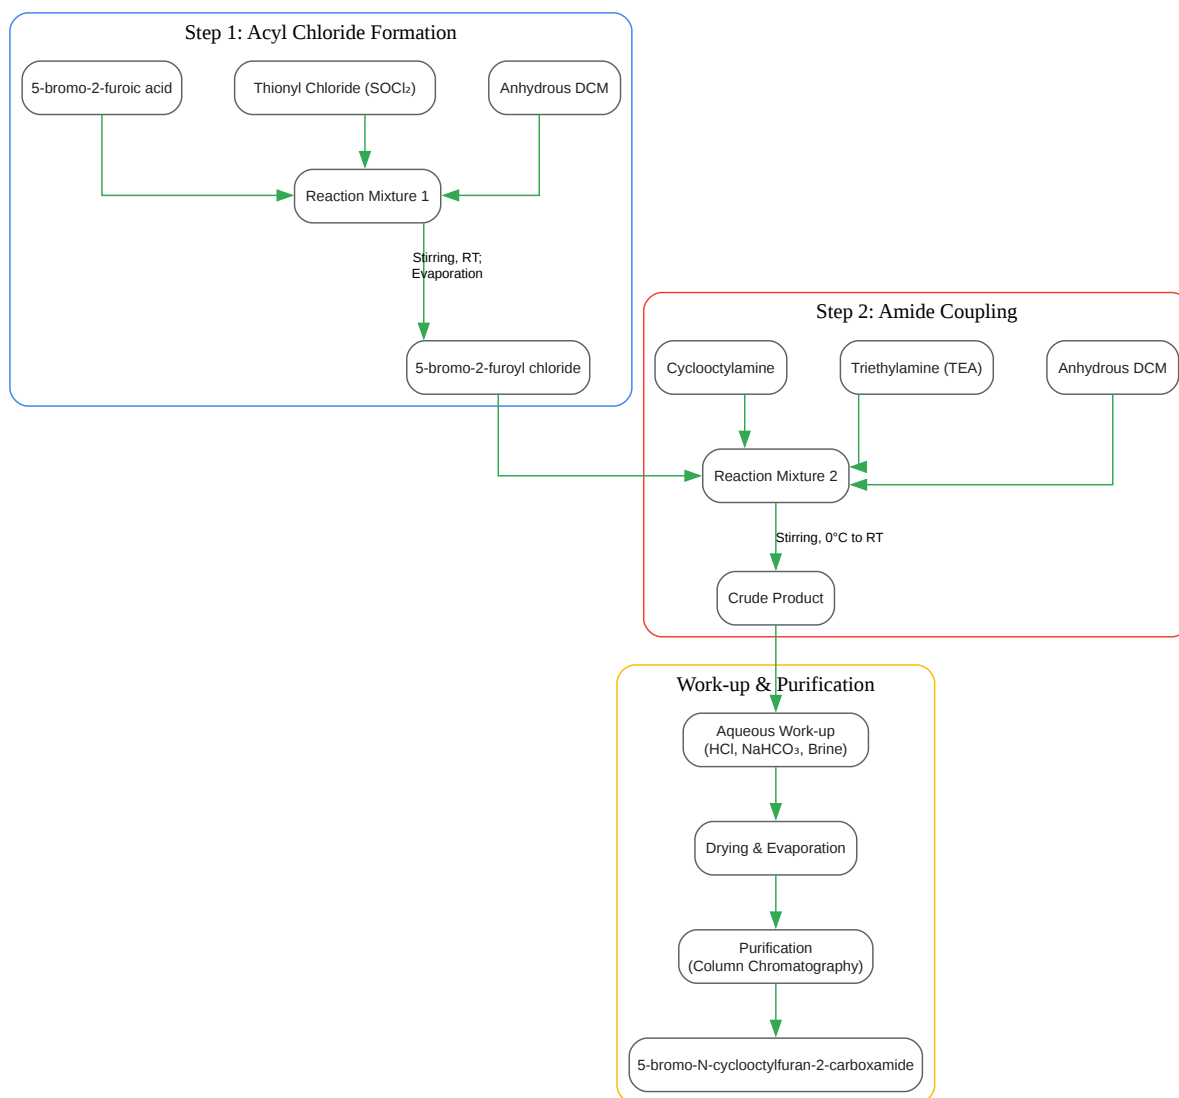 Step 1: Acyl Chloride Formation
5-bromo-2-furoic acid
Thionyl Chloride (SOCl₂)
Anhydrous DCM
Reaction Mixture 1
Stirring, RT;
Evaporation
5-bromo-2-furoyl chloride
Step 2: Amide Coupling
Cyclooctylamine
Triethylamine (TEA)
Anhydrous DCM
Reaction Mixture 2
Stirring, 0°C to RT
Crude Product
Work-up & Purification
Aqueous Work-up
(HCl, NaHCO₃, Brine)
Drying & Evaporation
Purification
(Column Chromatography)
5-bromo-N-cyclooctylfuran-2-carboxamide